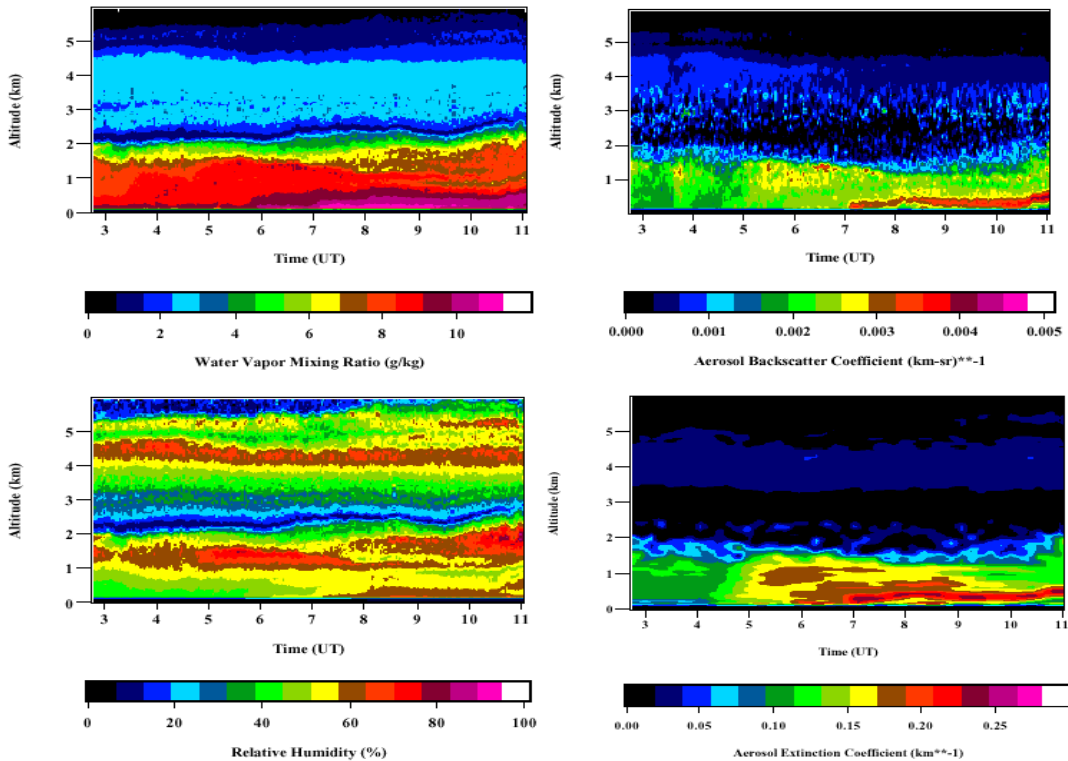 Altitude (km)
5
4
3
2
1
0
3 4 5 6 7 8 9 10 11
Time (UT)
0 2 4 6 8 10
Water Vapor Mixing Ratio (g/kg)
Altitude (km)
5
4
3
2
1
3 4 5 6 7 8 9 10 11
Time (UT)
0.000 0.001 0.002 0.003 0.004 0.005
Aerosol Backscatter Coefficient (km-sr)**-1
Altitude (km)
5
4
3
2
1
0
3 4 5 6 7 8 9 10 11
Time (UT)
0 20 40 60 80 100
Relative Humidity (%)
Altitude (km)
5
4
3
2
1
0
3 4 5 6 7 8 9 10 11
Time (UT)
0.00 0.05 0.10 0.15 0.20 0.25
Aerosol Extinction Coefficient (km**-1)